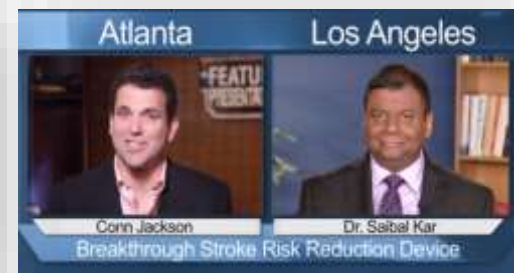 Atlanta
Los Angeles
Conn Jackson
Dr. Saibal Kar
Breakthrough Stroke Risk Reduction Device